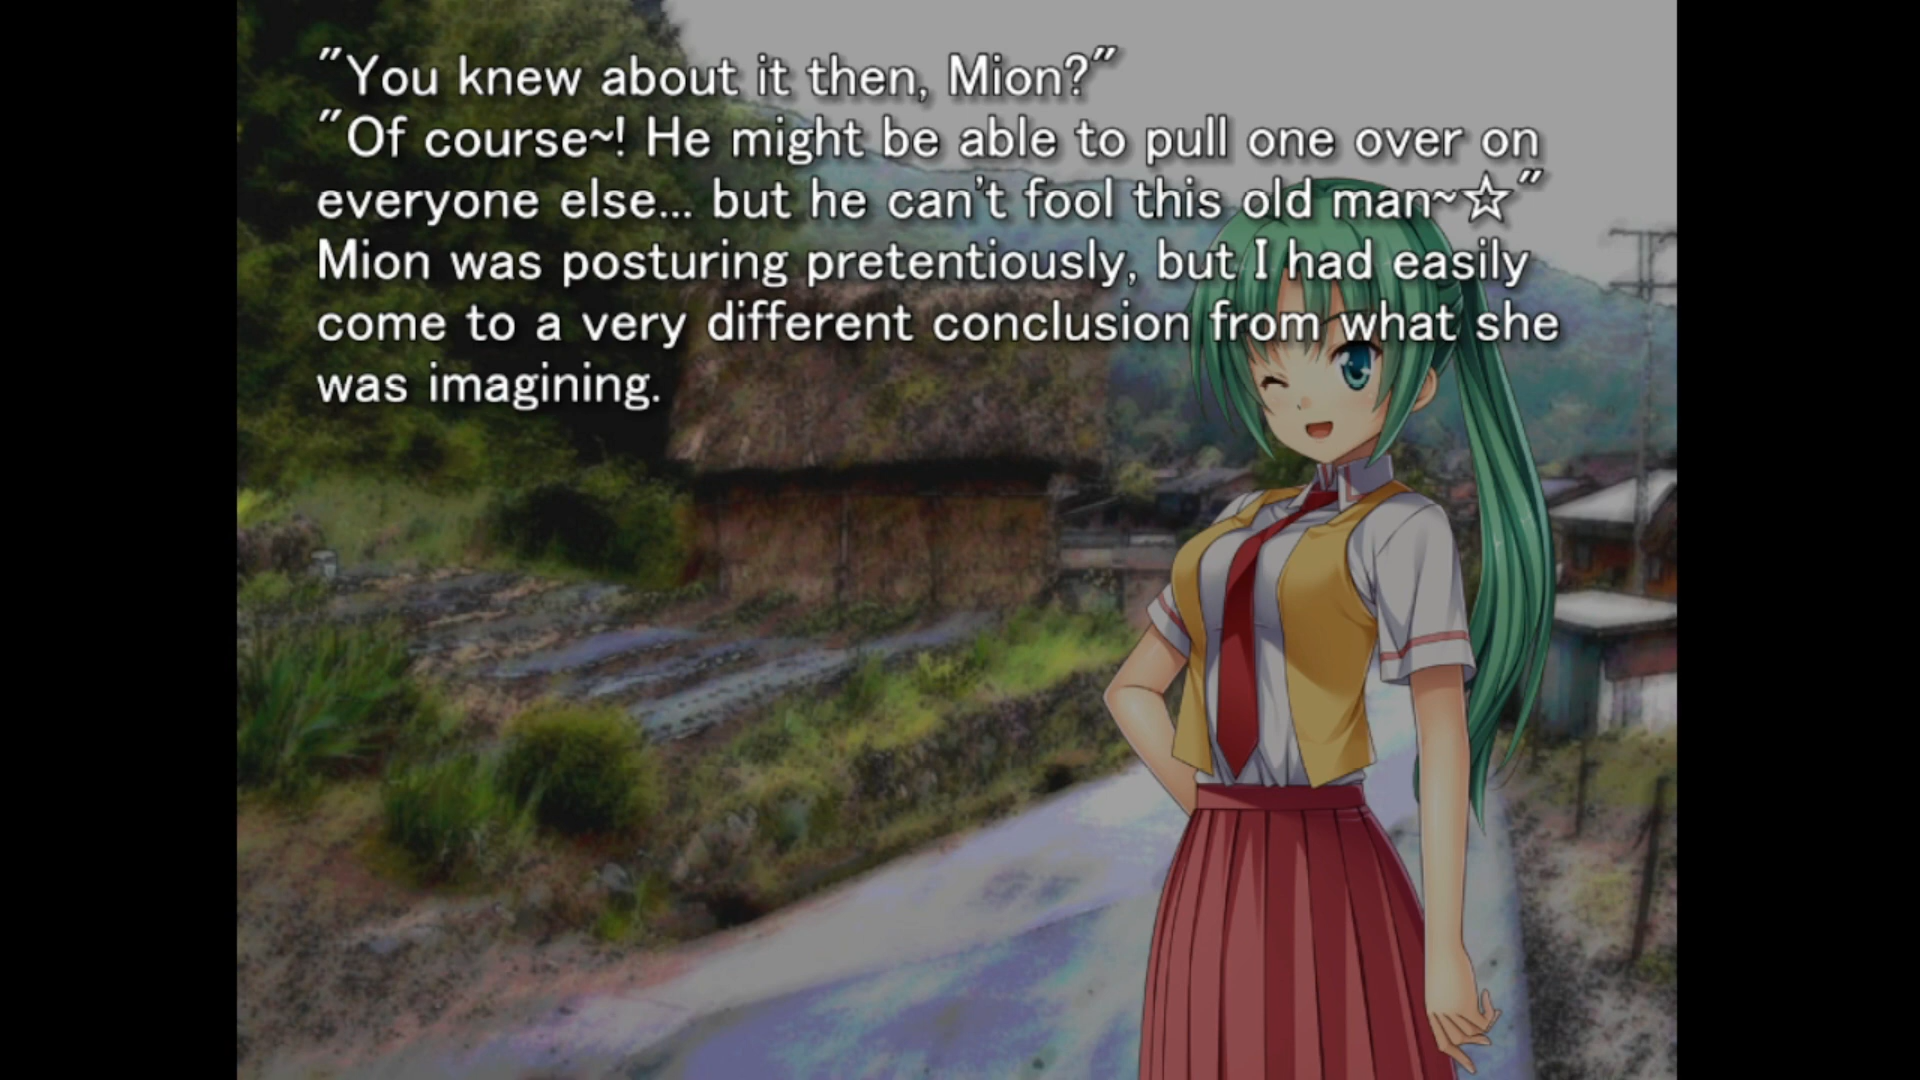 "You knew about it then, Mion?"
"Of course~! He might be able to pull one over on
everyone else... but he can't fool this old man~☆"
Mion was posturing pretentiously, but I had easily
come to a very different conclusion from what she
was imagining.